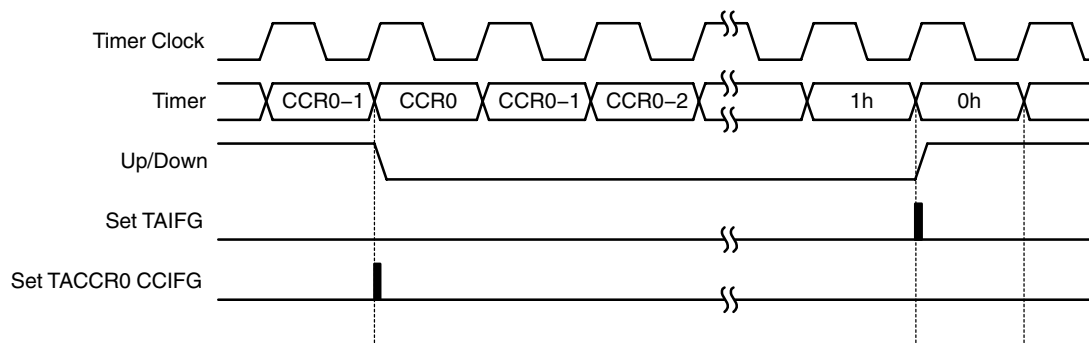 Timer Clock
Timer CCR0–1 CCR0 CCR0–1 CCR0–2 1h 0h
Up/Down
Set TAIFG
Set TACCR0 CCIFG